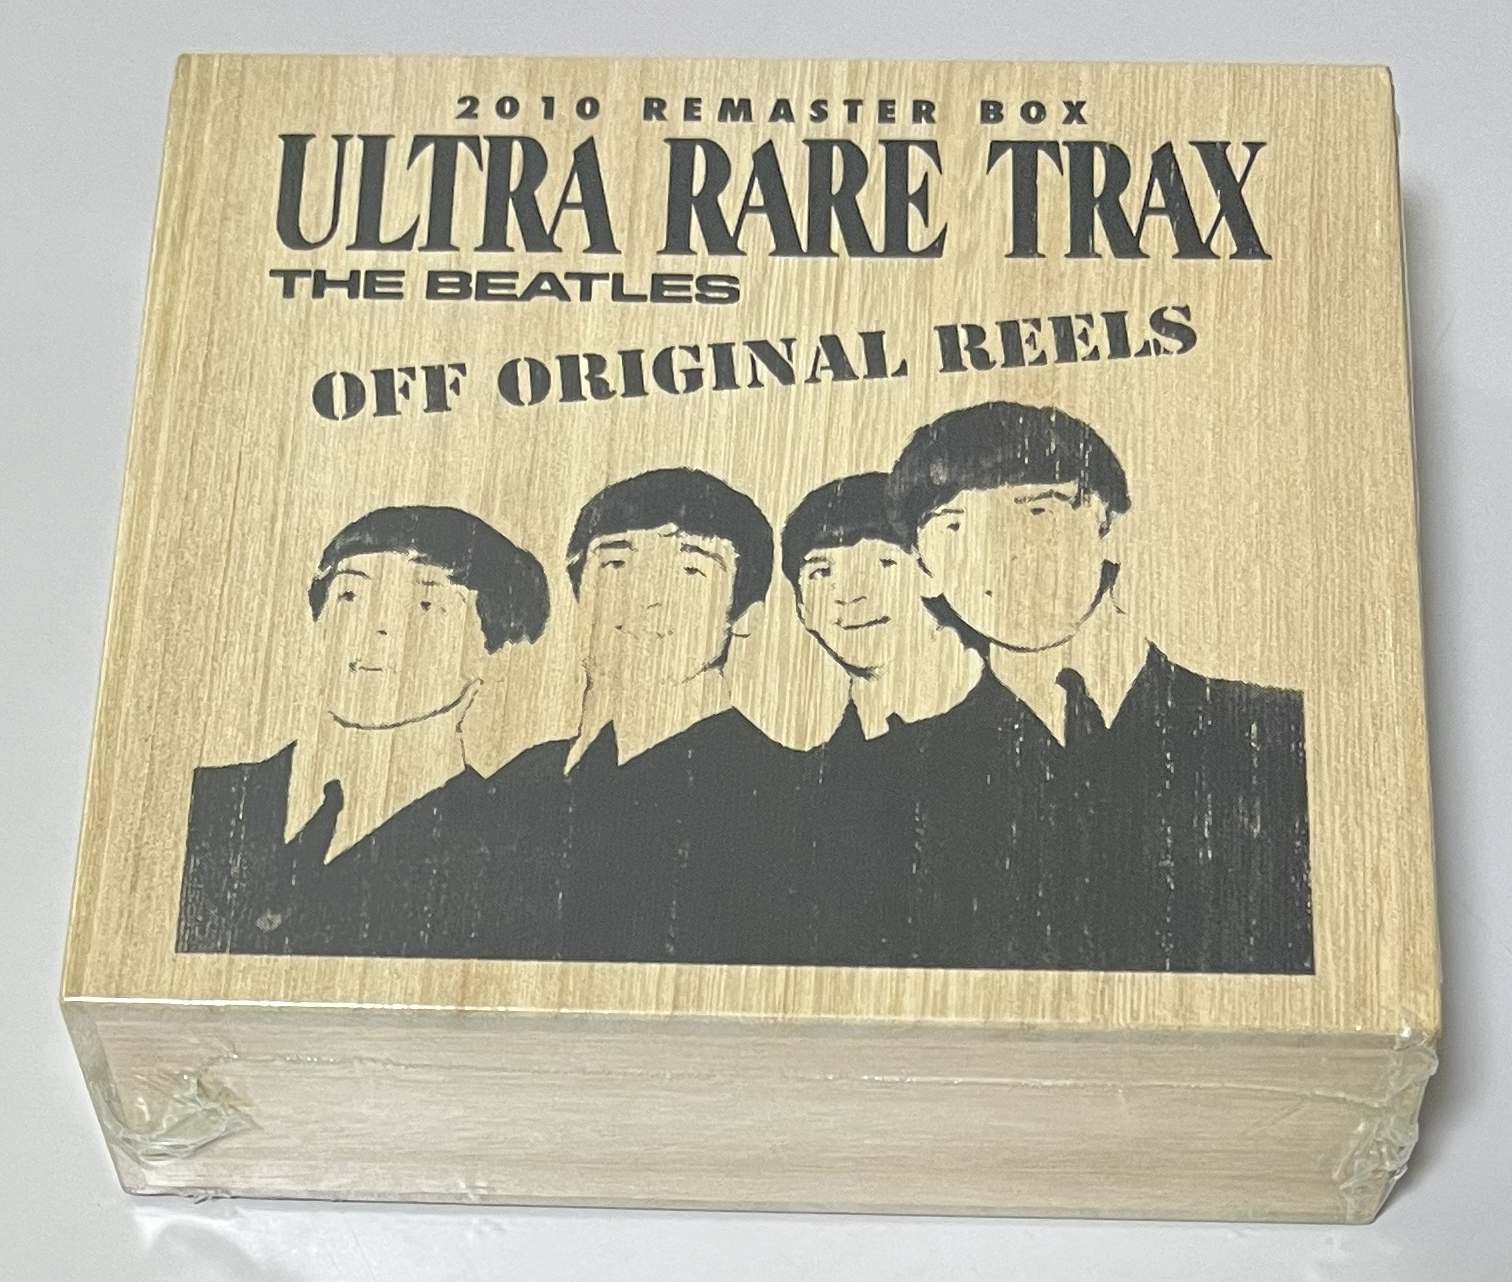 2010 REMASTER BOX
ULTRA RARE TRAX
THE BEATLES
OFF ORIGINAL REELS